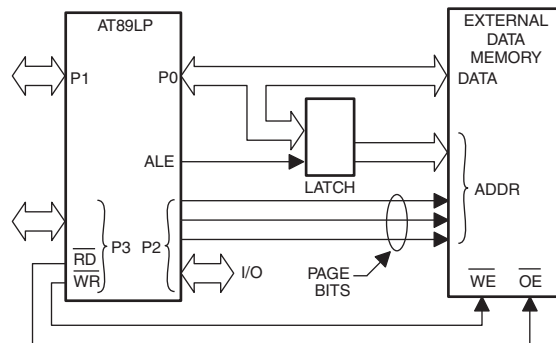 AT89LP
EXTERNAL
DATA
MEMORY
P1
P0
DATA
ALE
LATCH
ADDR
P3
P2
RD
WR
I/O
PAGE
BITS
WE
OE